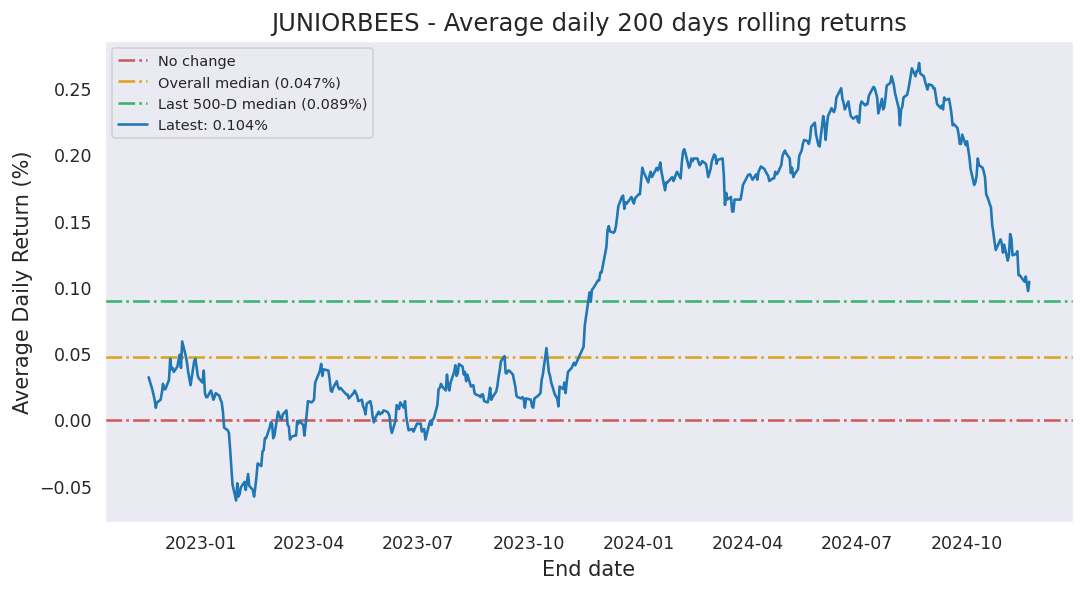 JUNIORBEES - Average daily 200 days rolling returns
No change
Overall median (0.047%)
Last 500-D median (0.089%)
Latest: 0.104%
Average Daily Return (%)
0.25
0.20
0.15
0.10
0.05
0.00
−0.05
2023-01 2023-04 2023-07 2023-10 2024-01 2024-04 2024-07 2024-10
End date